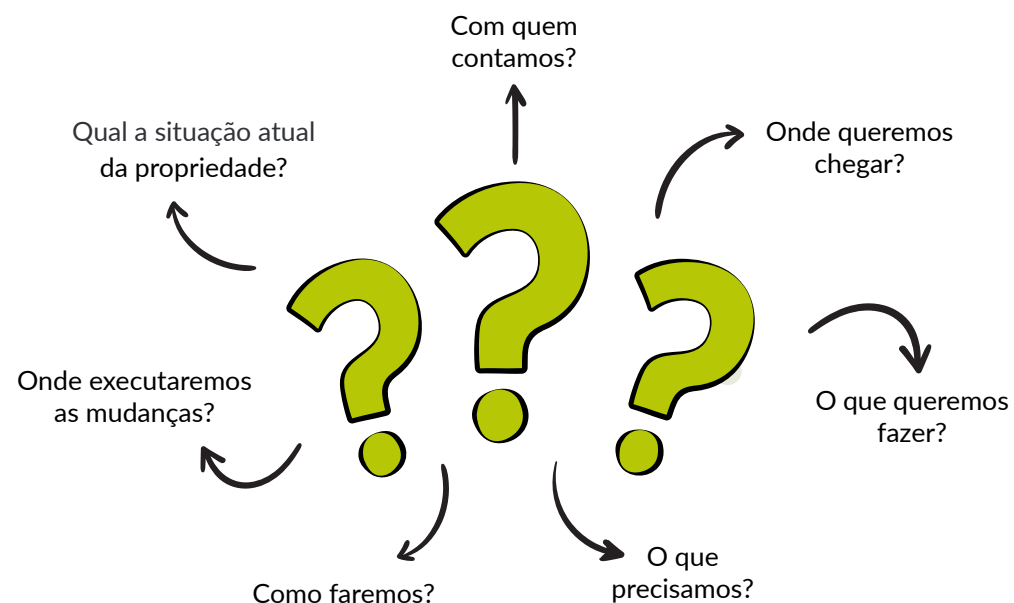 Com quem
contamos?
Qual a situação atual
da propriedade?
Onde queremos
chegar?
Onde executaremos
as mudanças?
O que queremos
fazer?
Como faremos?
O que
precisamos?